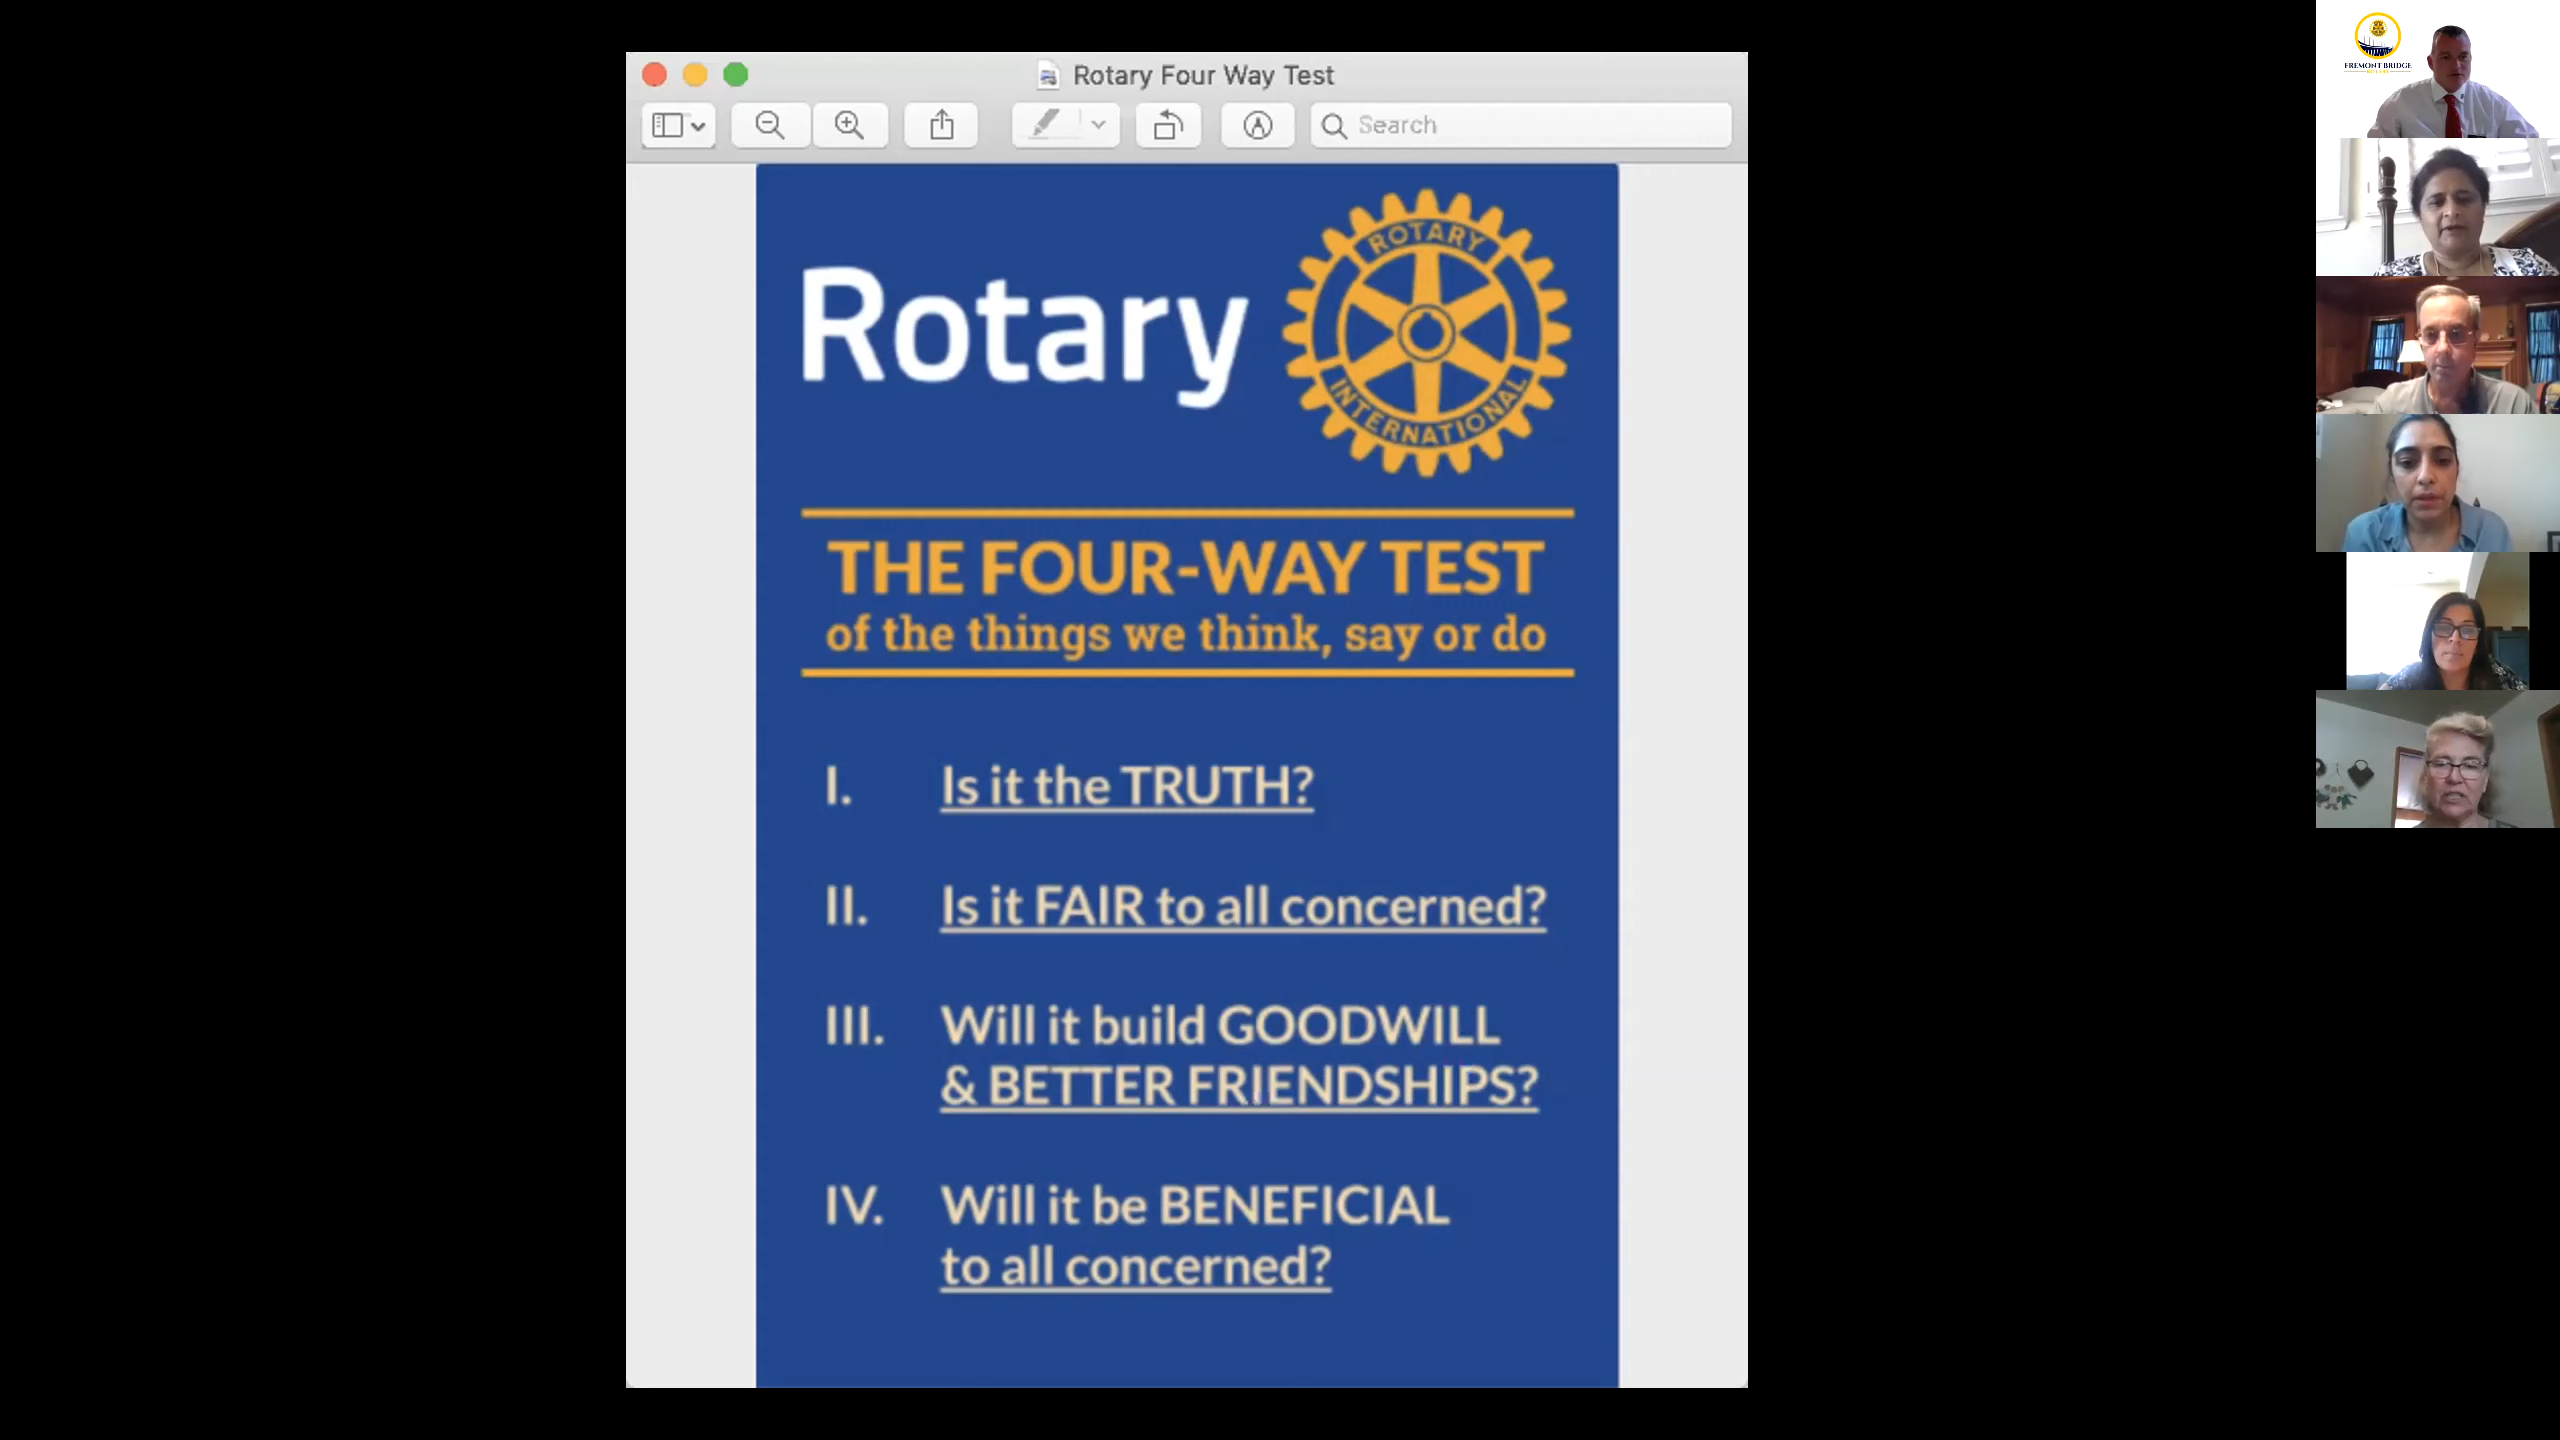 Rotary Four Way Test
Search
Rotary
ROTARY
INTERNATIONAL
THE FOUR-WAY TEST
of the things we think, say or do
I. Is it the TRUTH?
II. Is it FAIR to all concerned?
III. Will it build GOODWILL
& BETTER FRIENDSHIPS?
IV. Will it be BENEFICIAL
to all concerned?
FREMONT BRIDGE
ROTARY